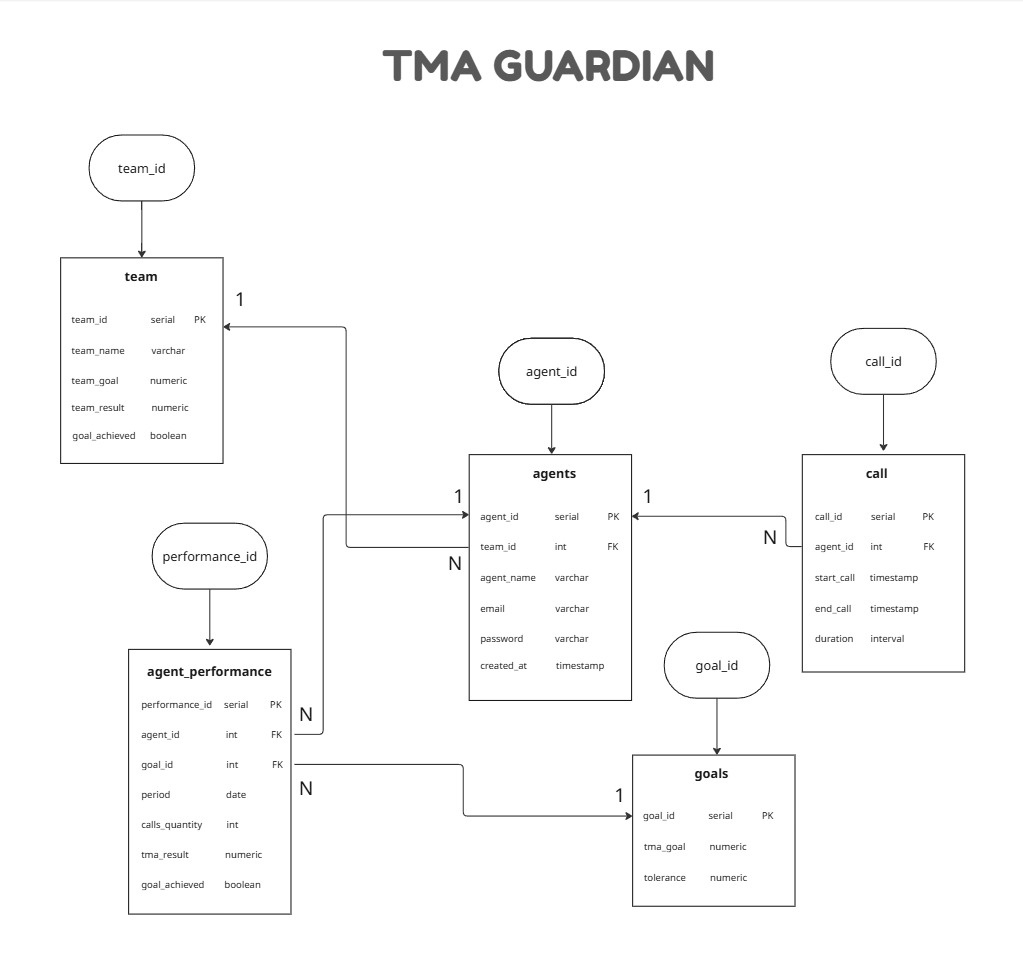 TMA GUARDIAN
team_id
team
team_id serial PK
team_name varchar
team_goal numeric
team_result numeric
goal_achieved boolean
1
agent_id
agents
agent_id serial PK
team_id int FK
agent_name varchar
email varchar
password varchar
created_at timestamp
1
N
1
call_id
call
call_id serial PK
agent_id int FK
start_call timestamp
end_call timestamp
duration interval
N
performance_id
agent_performance
performance_id serial PK
agent_id int FK
goal_id int FK
period date
calls_quantity int
tma_result numeric
goal_achieved boolean
N
N
goal_id
goals
goal_id serial PK
tma_goal numeric
tolerance numeric
1